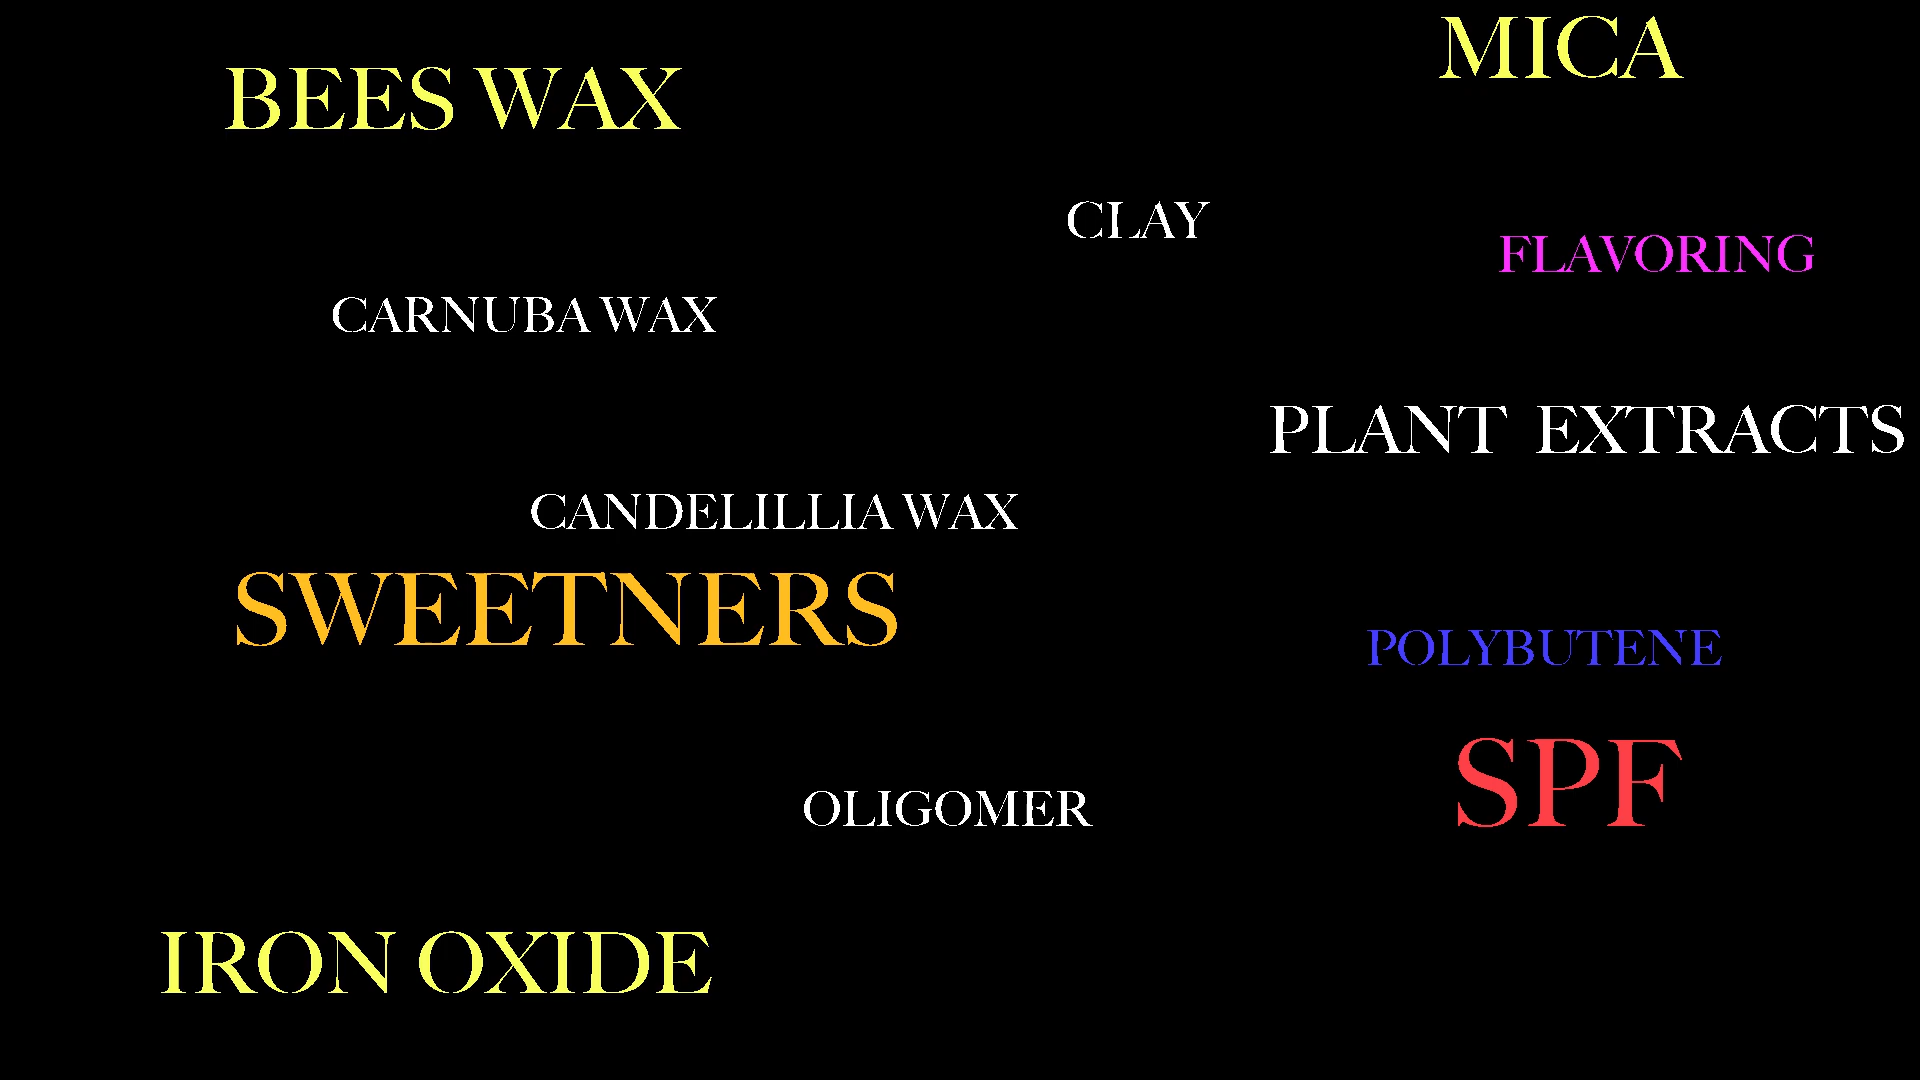 MICA
BEES WAX
CLAY
FLAVORING
CARNUBA WAX
PLANT EXTRACTS
CANDELILLIA WAX
SWEETNERS
POLYBUTENE
SPF
OLIGOMER
IRON OXIDE